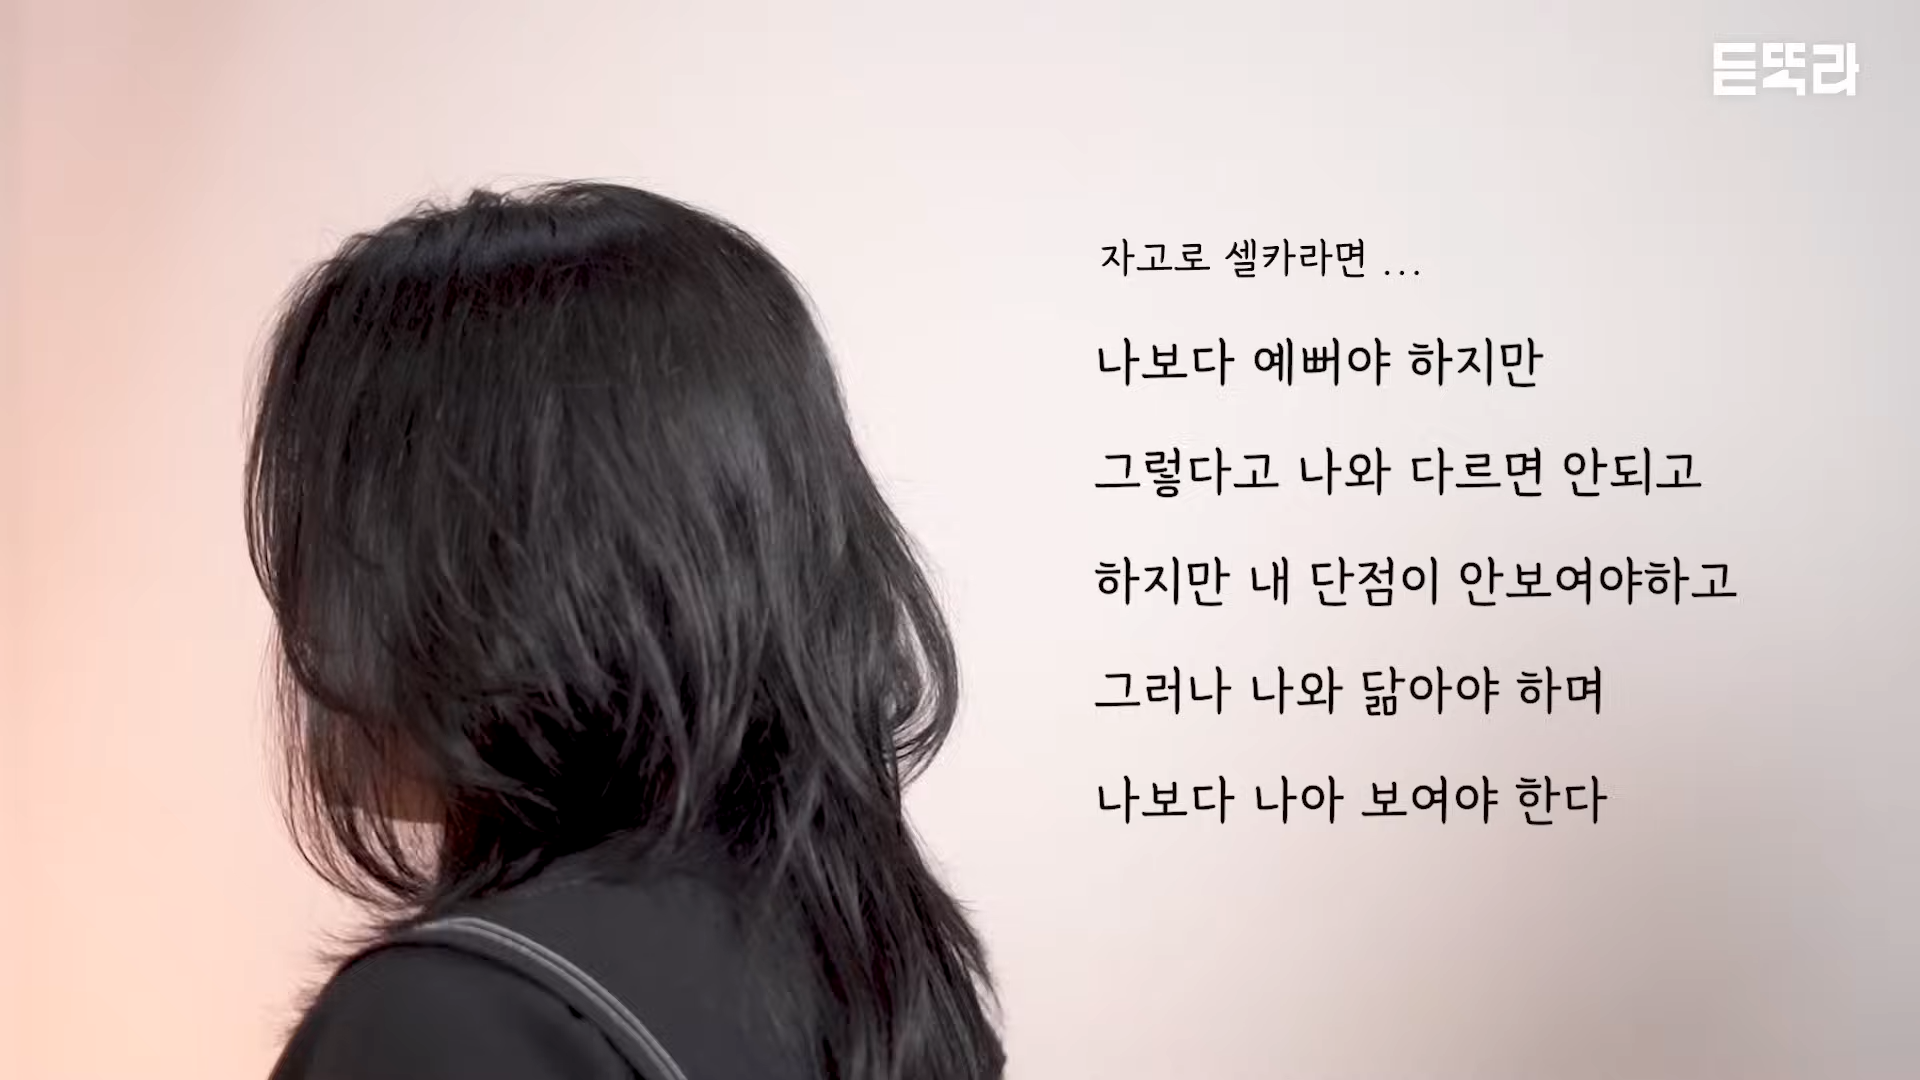 듣똑라
자고로 셀카라면 ...
나보다 예뻐야 하지만
그렇다고 나와 다르면 안되고
하지만 내 단점이 안보여야하고
그러나 나와 닮아야 하며
나보다 나아 보여야 한다